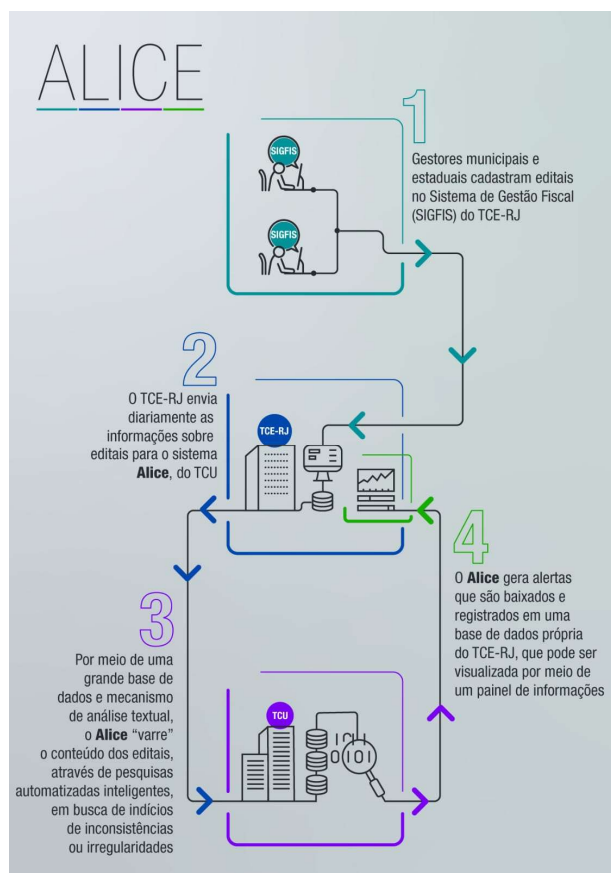 ALICE
1
SIGFIS
SIGFIS
Gestores municipais e
estaduais cadastram editais
no Sistema de Gestão Fiscal
(SIGFIS) do TCE-RJ
2
O TCE-RJ envia
diariamente as
informações sobre
editais para o sistema
Alice, do TCU
TCE-RJ
4
O Alice gera alertas
que são baixados e
registrados em uma
base de dados própria
do TCE-RJ, que pode ser
visualizada por meio de
um painel de informações
3
Por meio de uma
grande base de
dados e mecanismo
de análise textual,
o Alice “varre”
o conteúdo dos editais,
através de pesquisas
automatizadas inteligentes,
em busca de indícios
de inconsistências
ou irregularidades
TCU